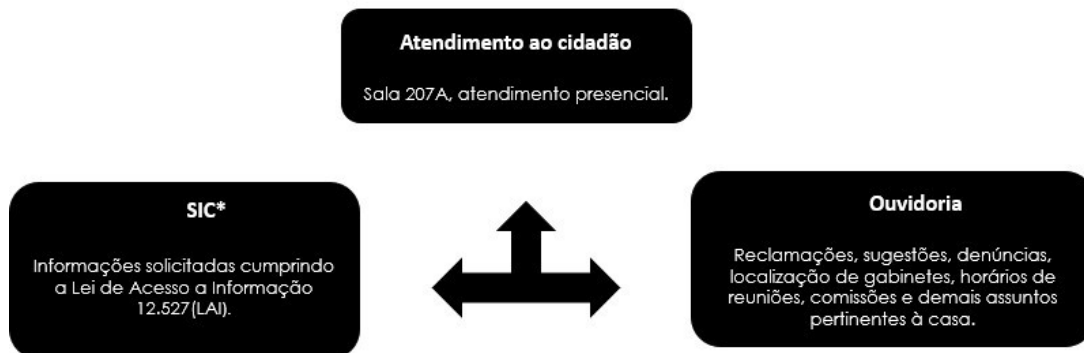 Atendimento ao cidadão
Sala 207A, atendimento presencial.
SIC*
Informações solicitadas cumprindo
a Lei de Acesso a Informação
12.527(LAI).
Ouvidoria
Reclamações, sugestões, denúncias,
localização de gabinetes, horários de
reuniões, comissões e demais assuntos
pertinentes à casa.